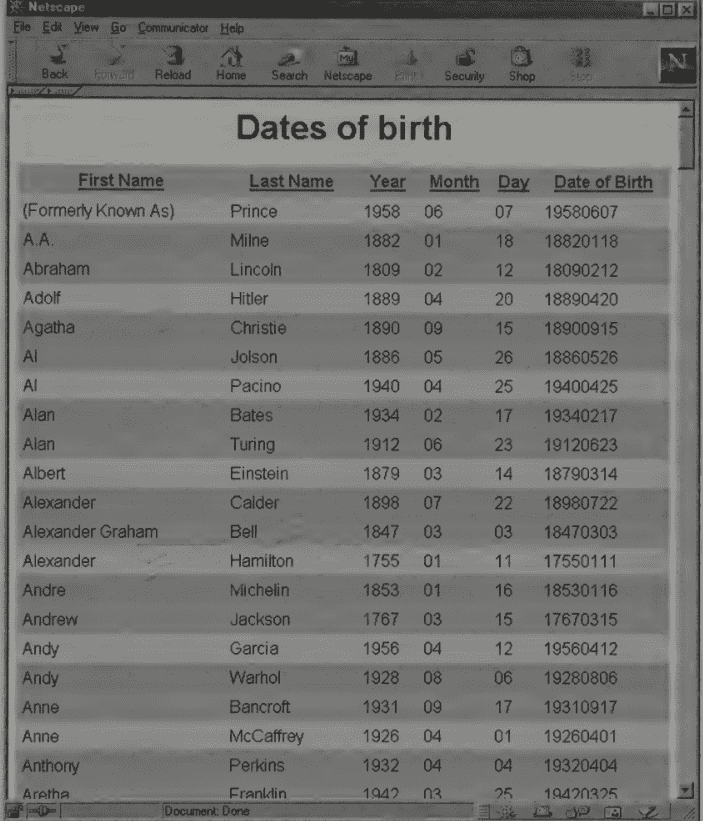 Netscape
File Edit View Go Communicator Help
Back Forward Reload Home Search Netscape Print Security Shop Stop
Dates of birth
First Name Last Name Year Month Day Date of Birth
(Formerly Known As) Prince 1958 06 07 19580607
A.A. Milne 1882 01 18 18820118
Abraham Lincoln 1809 02 12 18090212
Adolf Hitler 1889 04 20 18890420
Agatha Christie 1890 09 15 18900915
Al Jolson 1886 05 26 18860526
Al Pacino 1940 04 25 19400425
Alan Bates 1934 02 17 19340217
Alan Turing 1912 06 23 19120623
Albert Einstein 1879 03 14 18790314
Alexander Calder 1898 07 22 18980722
Alexander Graham Bell 1847 03 03 18470303
Alexander Hamilton 1755 01 11 17550111
Andre Michelin 1853 01 16 18530116
Andrew Jackson 1767 03 15 17670315
Andy Garcia 1956 04 12 19560412
Andy Warhol 1928 08 06 19280806
Anne Bancroft 1931 09 17 19310917
Anne McCaffrey 1926 04 01 19260401
Anthony Perkins 1932 04 04 19320404
Aretha Franklin 1942 03 25 19420325
Document: Done